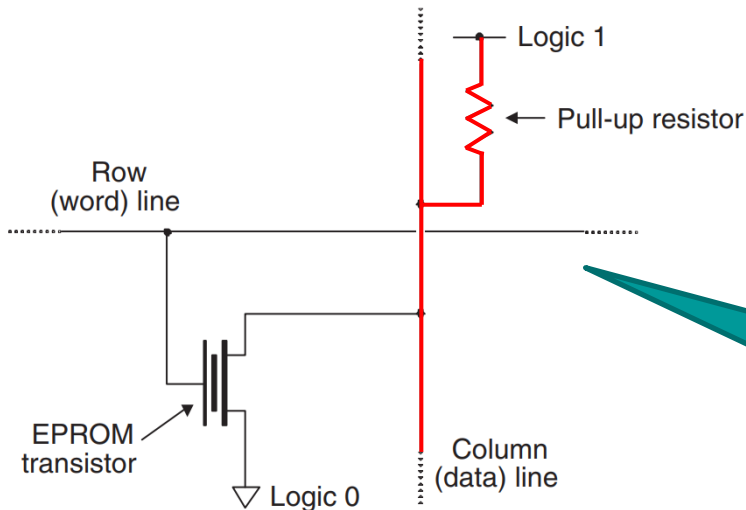 Logic 1
Pull-up resistor
Row
(word) line
EPROM
transistor
Logic 0
Column
(data) line